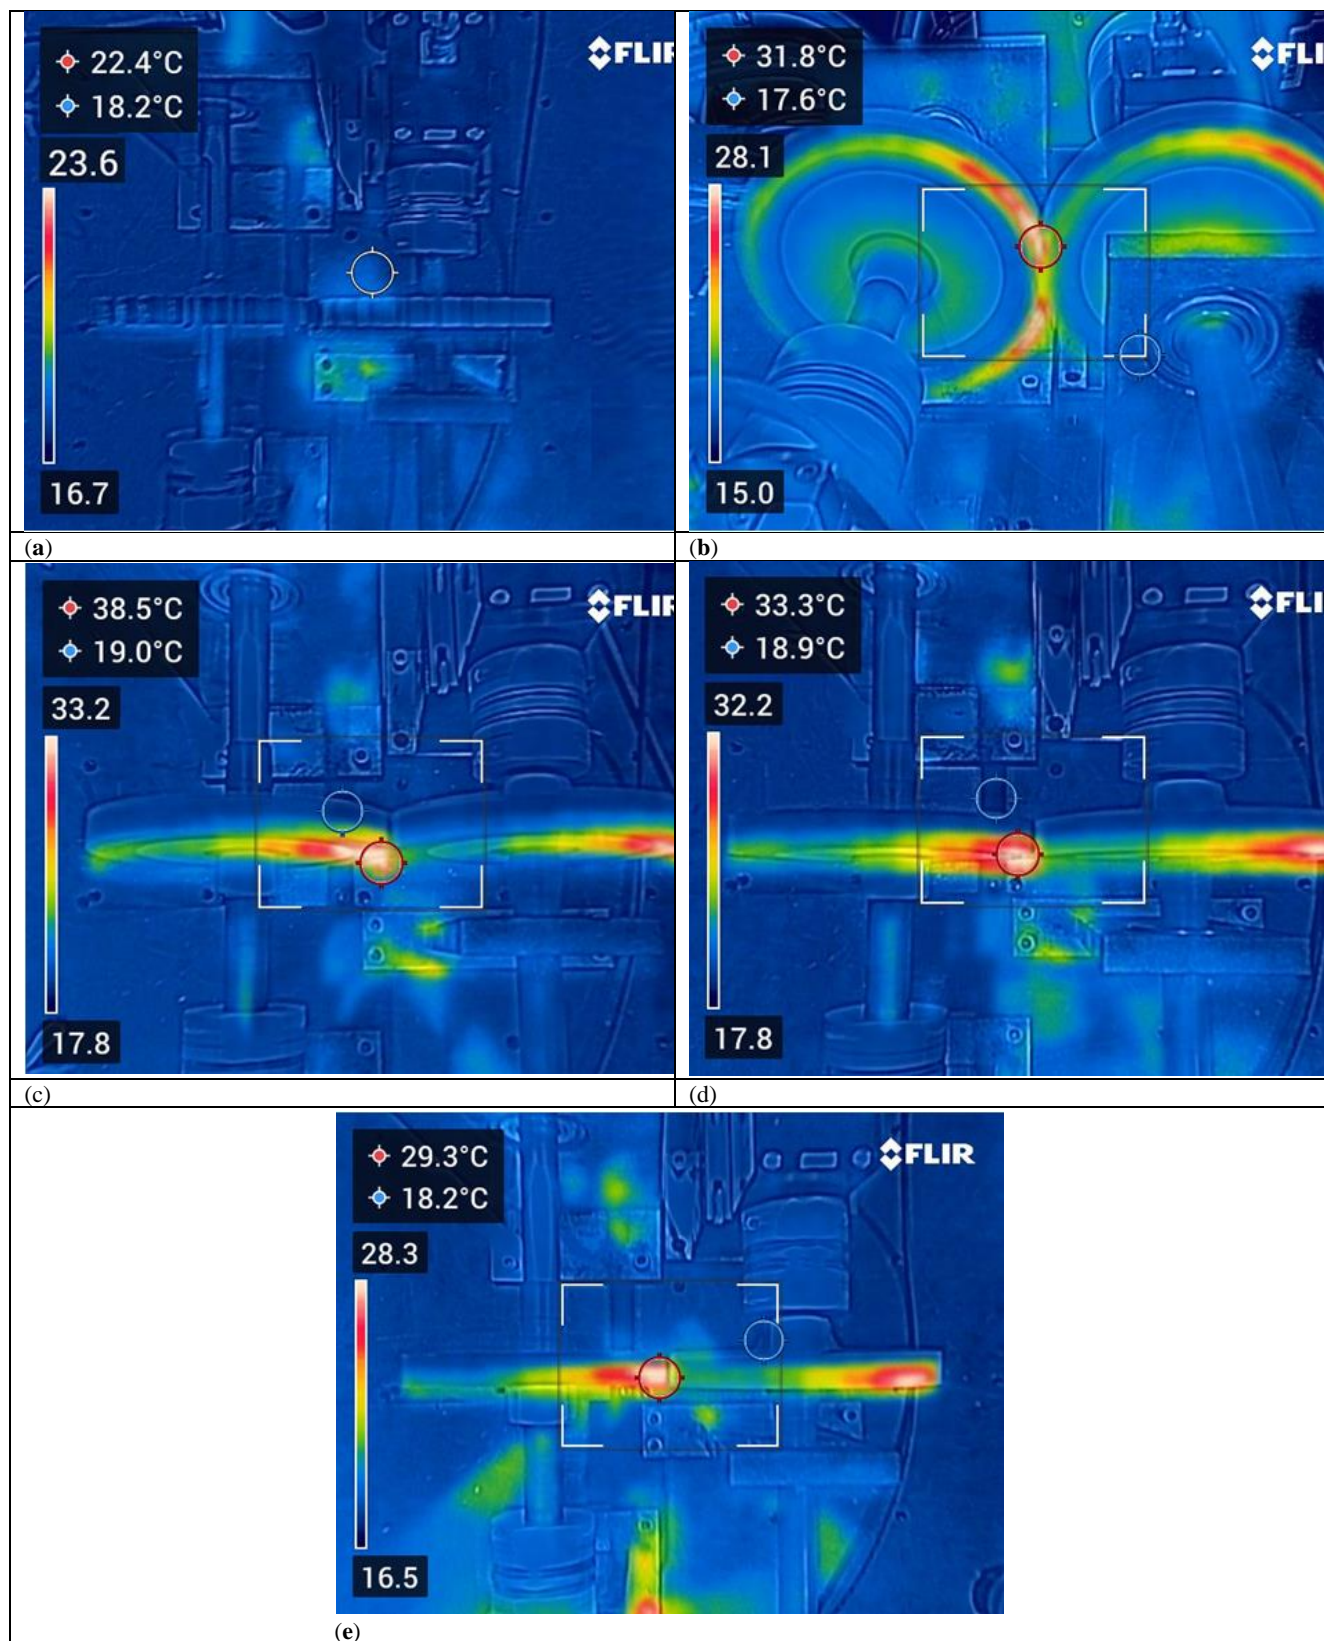 22.4°C
18.2°C
23.6
16.7
FLIR
(a)
31.8°C
17.6°C
28.1
15.0
FLI
(b)
38.5°C
19.0°C
33.2
17.8
FLIR
(c)
33.3°C
18.9°C
32.2
17.8
FLI
(d)
29.3°C
18.2°C
28.3
16.5
FLIR
(e)